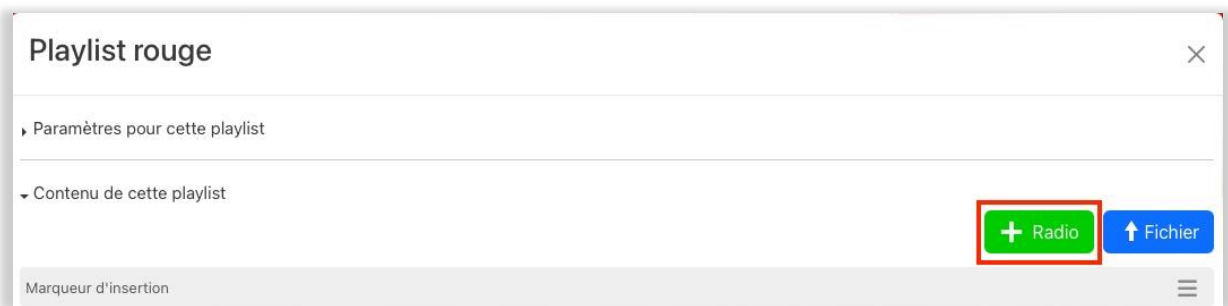 Playlist rouge
Paramètres pour cette playlist
Contenu de cette playlist
Radio
Fichier
Marqueur d'insertion